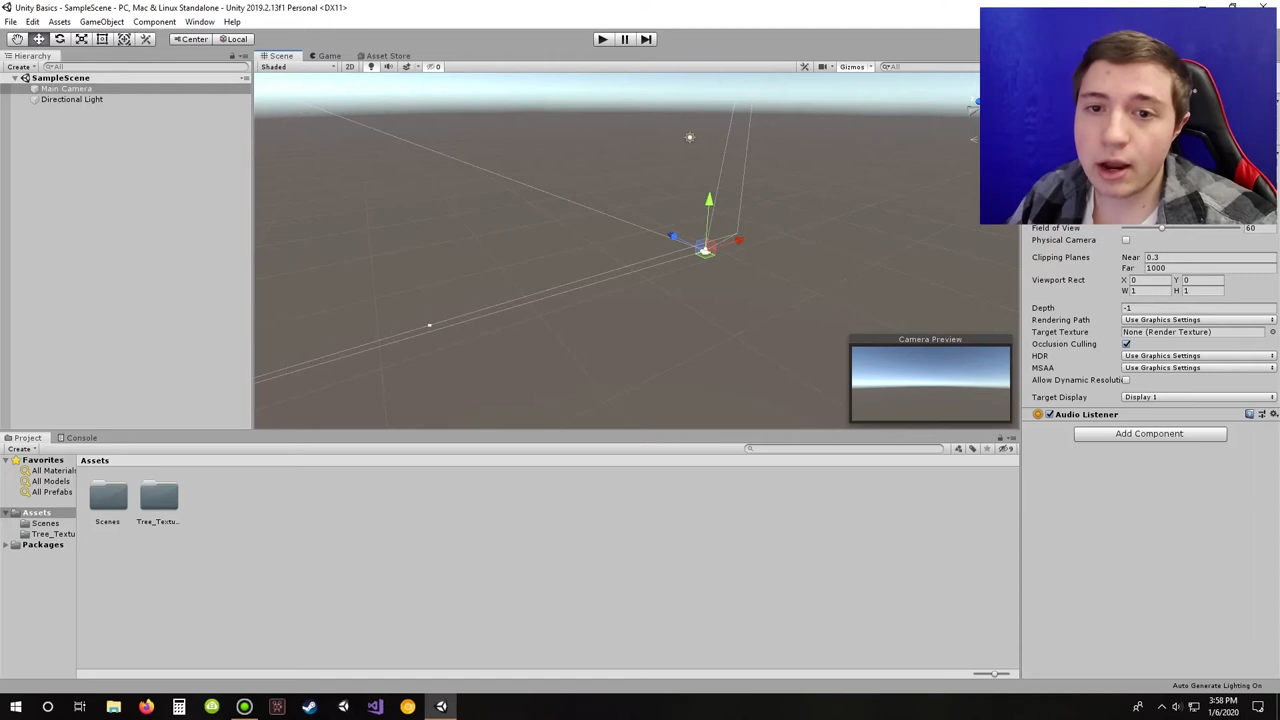 Unity Basics - SampleScene - PC, Mac & Linux Standalone - Unity 2019.2.13f1 Personal <DX11>
File Edit Assets GameObject Component Window Help
Center Local
Hierarchy
Scene Game Asset Store
Create All
Shaded 2D 0 Gizmos All
SampleScene
Main Camera
Directional Light
Field of View 60
Physical Camera
Clipping Planes Near 0.3
Far 1000
Viewport Rect X 0 Y 0
W 1 H 1
Depth -1
Rendering Path Use Graphics Settings
Target Texture None (Render Texture)
Occlusion Culling
HDR Use Graphics Settings
MSAA Use Graphics Settings
Allow Dynamic Resoluti
Target Display Display 1
Audio Listener
Add Component
Camera Preview
Project Console
Create 9
Favorites
All Materials
All Models
All Prefabs
Assets
Scenes
Tree_Textu
Packages
Assets
Scenes Tree_Textu...
Auto Generate Lighting On
3:58 PM
1/6/2020